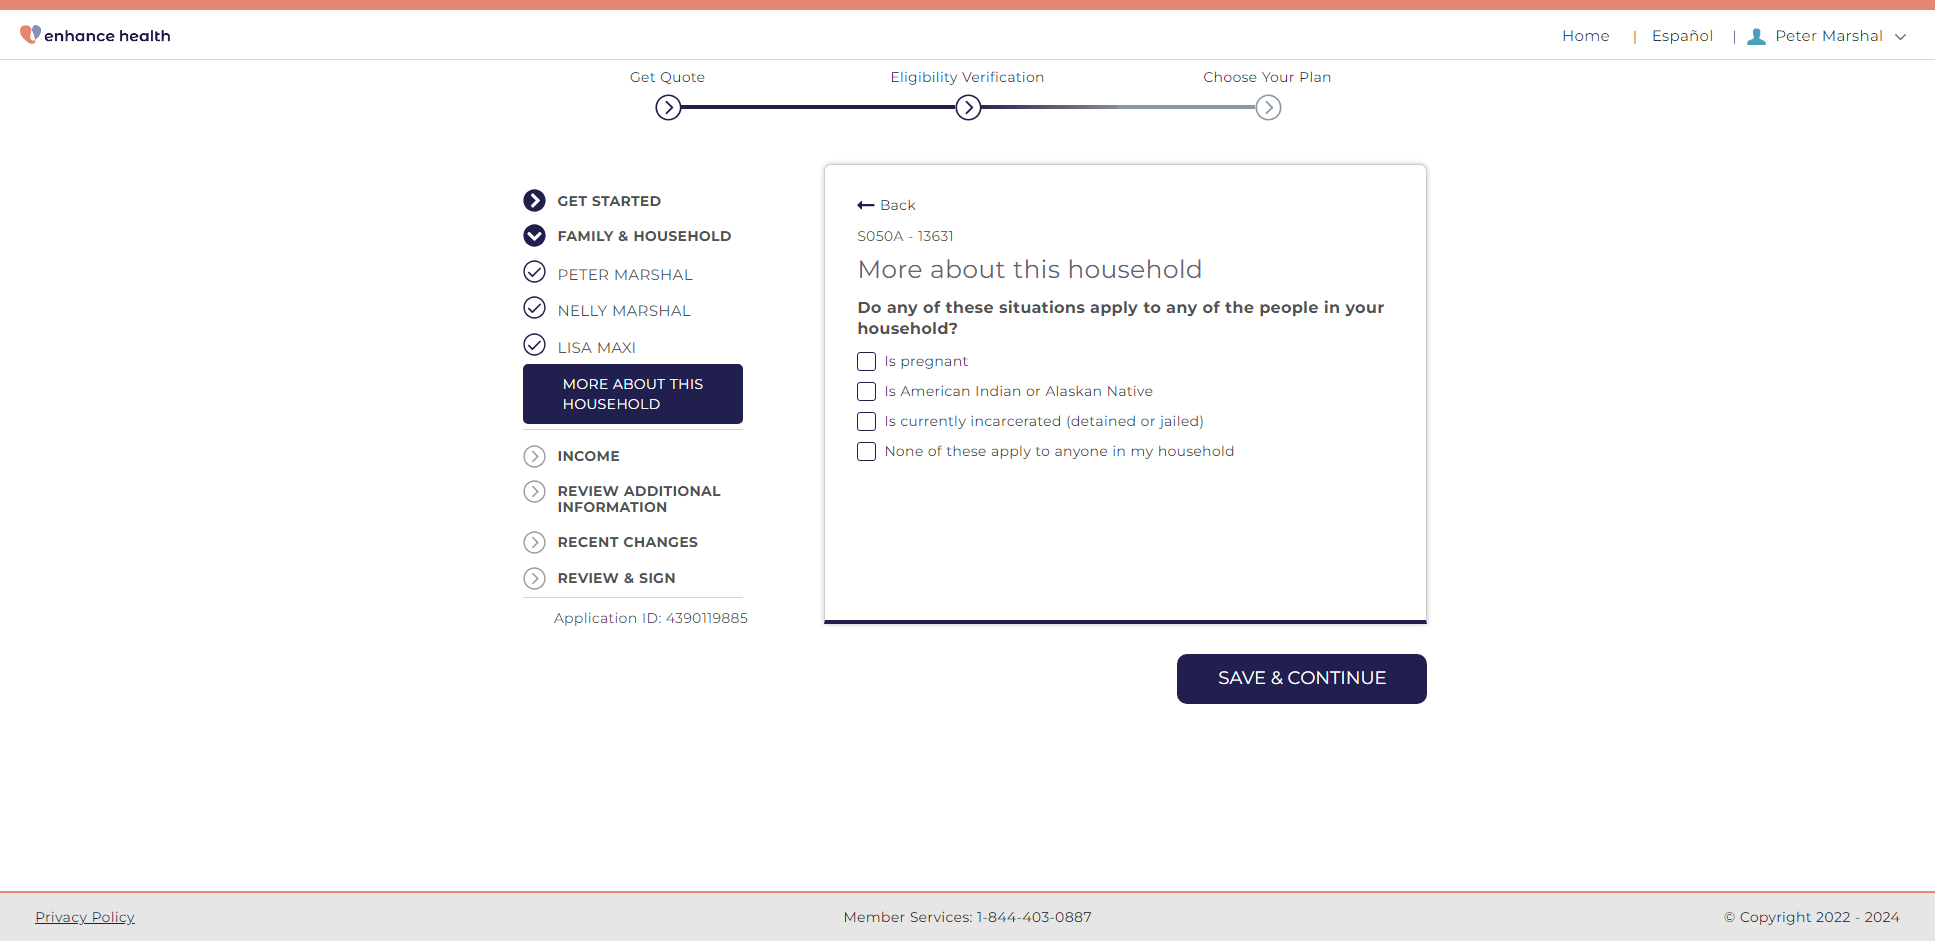 enhance health
Home | Español | Peter Marshal
Get Quote
Eligibility Verification
Choose Your Plan
GET STARTED
FAMILY & HOUSEHOLD
PETER MARSHAL
NELLY MARSHAL
LISA MAXI
MORE ABOUT THIS
HOUSEHOLD
INCOME
REVIEW ADDITIONAL
INFORMATION
RECENT CHANGES
REVIEW & SIGN
Application ID: 4390119885
Back
S050A - 13631
More about this household
Do any of these situations apply to any of the people in your
household?
Is pregnant
Is American Indian or Alaskan Native
Is currently incarcerated (detained or jailed)
None of these apply to anyone in my household
SAVE & CONTINUE
Privacy Policy
Member Services: 1-844-403-0887
© Copyright 2022 - 2024